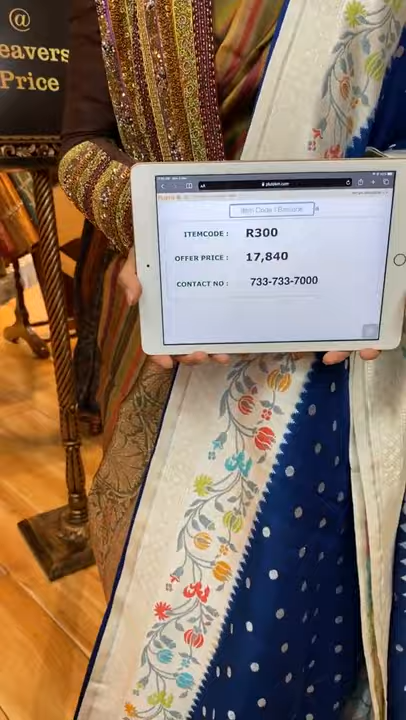 @
eavers
Price
Item Code / Barcode
ITEMCODE : R300
OFFER PRICE : 17,840
CONTACT NO : 733-733-7000